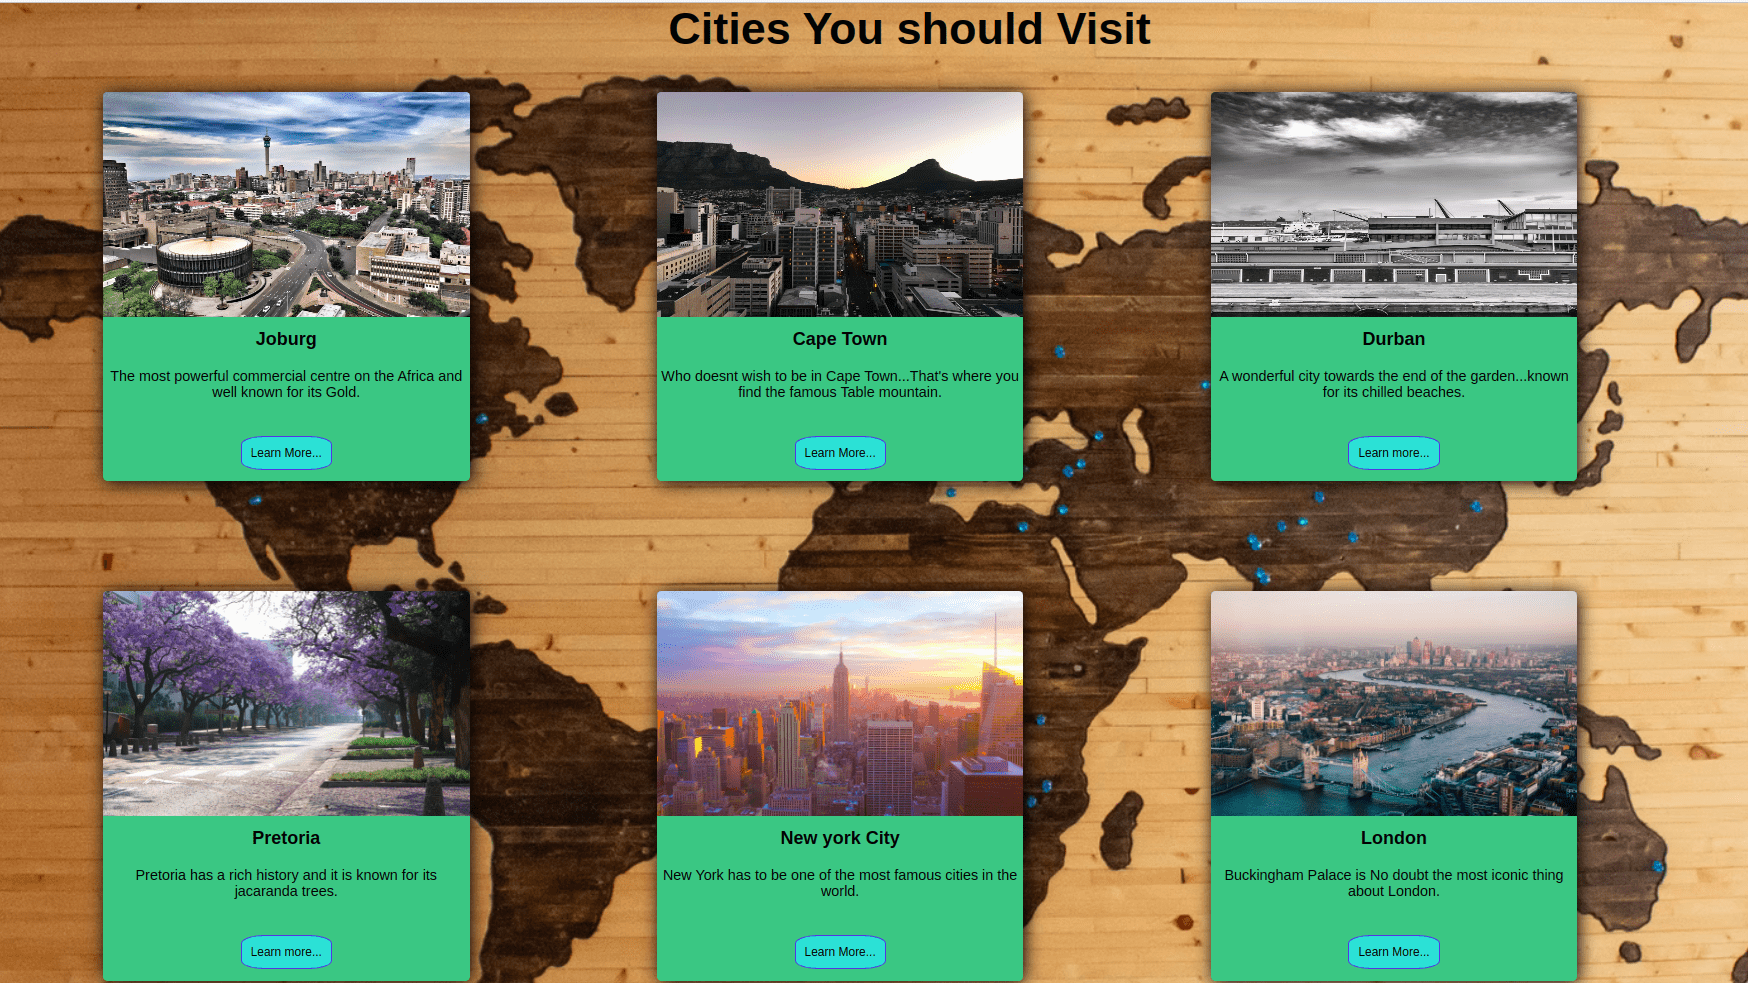 Cities You should Visit
Joburg
The most powerful commercial centre on the Africa and
well known for its Gold.
Learn More...
Cape Town
Who doesnt wish to be in Cape Town...That's where you
find the famous Table mountain.
Learn More...
Durban
A wonderful city towards the end of the garden...known
for its chilled beaches.
Learn more...
Pretoria
Pretoria has a rich history and it is known for its
jacaranda trees.
Learn more...
New york City
New York has to be one of the most famous cities in the
world.
Learn More...
London
Buckingham Palace is No doubt the most iconic thing
about London.
Learn More...